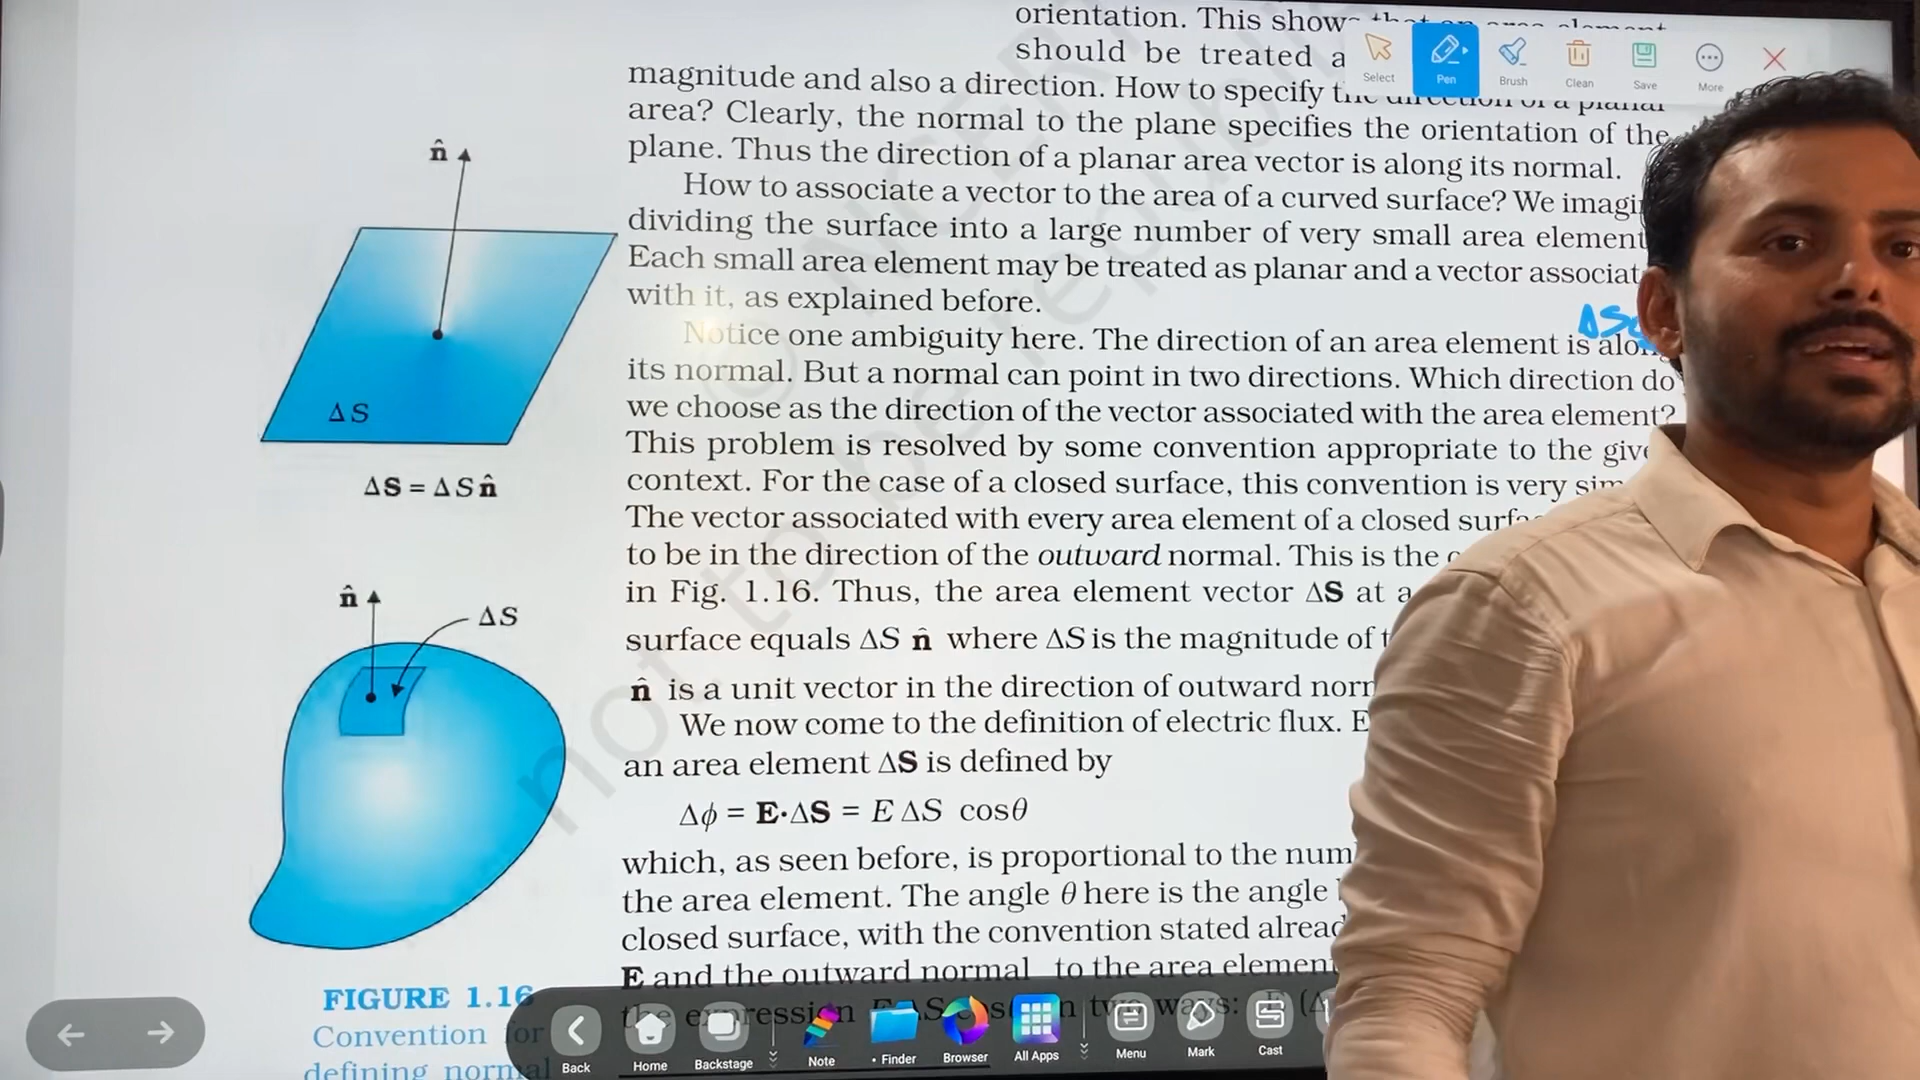 orientation. This show
should be treated a
magnitude and also a direction. How to specify the direction of a planar
area? Clearly, the normal to the plane specifies the orientation of the
plane. Thus the direction of a planar area vector is along its normal.
How to associate a vector to the area of a curved surface? We imagi
dividing the surface into a large number of very small area element
Each small area element may be treated as planar and a vector associat
with it, as explained before.
Notice one ambiguity here. The direction of an area element is alon
its normal. But a normal can point in two directions. Which direction do
we choose as the direction of the vector associated with the area element?
This problem is resolved by some convention appropriate to the give
context. For the case of a closed surface, this convention is very sim
The vector associated with every area element of a closed surfa
to be in the direction of the outward normal. This is the
in Fig. 1.16. Thus, the area element vector ΔS at a
surface equals ΔS n̂ where ΔS is the magnitude of
n̂ is a unit vector in the direction of outward nor
We now come to the definition of electric flux. E
an area element ΔS is defined by
Δϕ = E·ΔS = E ΔS cosθ
which, as seen before, is proportional to the num
the area element. The angle θ here is the angle
closed surface, with the convention stated alread
E and the outward normal to the area element
n̂
ΔS
ΔS = ΔS n̂
n̂
ΔS
FIGURE 1.16
Convention for
defining normal
ΔS
Select
Pen
Brush
Clean
Save
More
Back
Home
Backstage
Note
Finder
Browser
All Apps
Menu
Mark
Cast
not to be republi